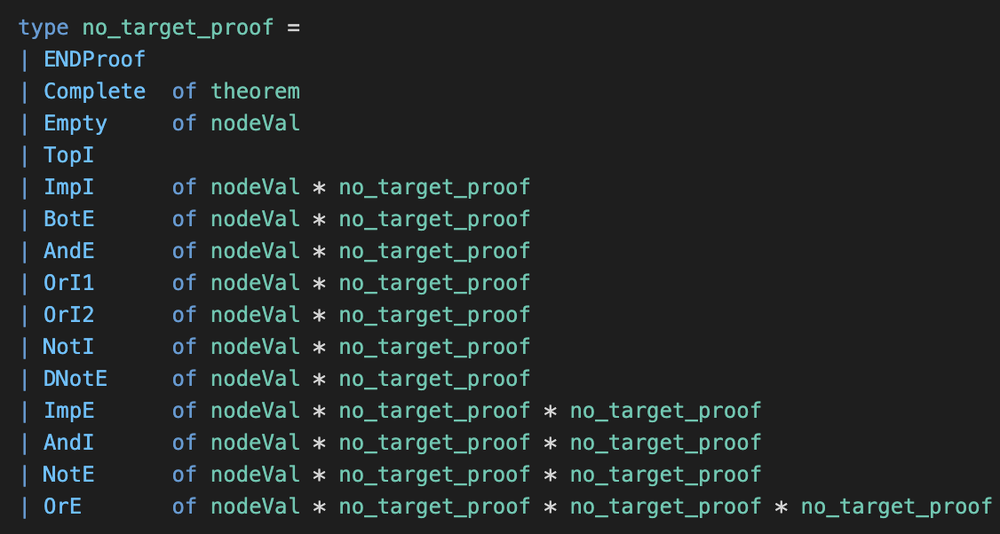 type no_target_proof =
| ENDProof
| Complete  of theorem
| Empty     of nodeVal
| TopI
| ImpI      of nodeVal * no_target_proof
| BotE      of nodeVal * no_target_proof
| AndE      of nodeVal * no_target_proof
| OrI1      of nodeVal * no_target_proof
| OrI2      of nodeVal * no_target_proof
| NotI      of nodeVal * no_target_proof
| DNotE     of nodeVal * no_target_proof
| ImpE      of nodeVal * no_target_proof * no_target_proof
| AndI      of nodeVal * no_target_proof * no_target_proof
| NotE      of nodeVal * no_target_proof * no_target_proof
| OrE       of nodeVal * no_target_proof * no_target_proof * no_target_proof